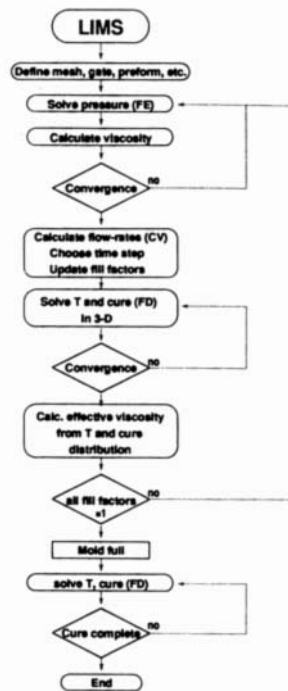 LIMS
Define mesh, gate, preform, etc.
Solve pressure (FE)
Calculate viscosity
no
Convergence
Calculate flow-rates (CV)
Choose time step
Update fill factors
Solve T and cure (FD)
in 3-D
no
Convergence
Calc. effective viscosity
from T and cure
distribution
no
all fill factors
=1
Mold full
solve T, cure (FD)
no
Cure complete
End